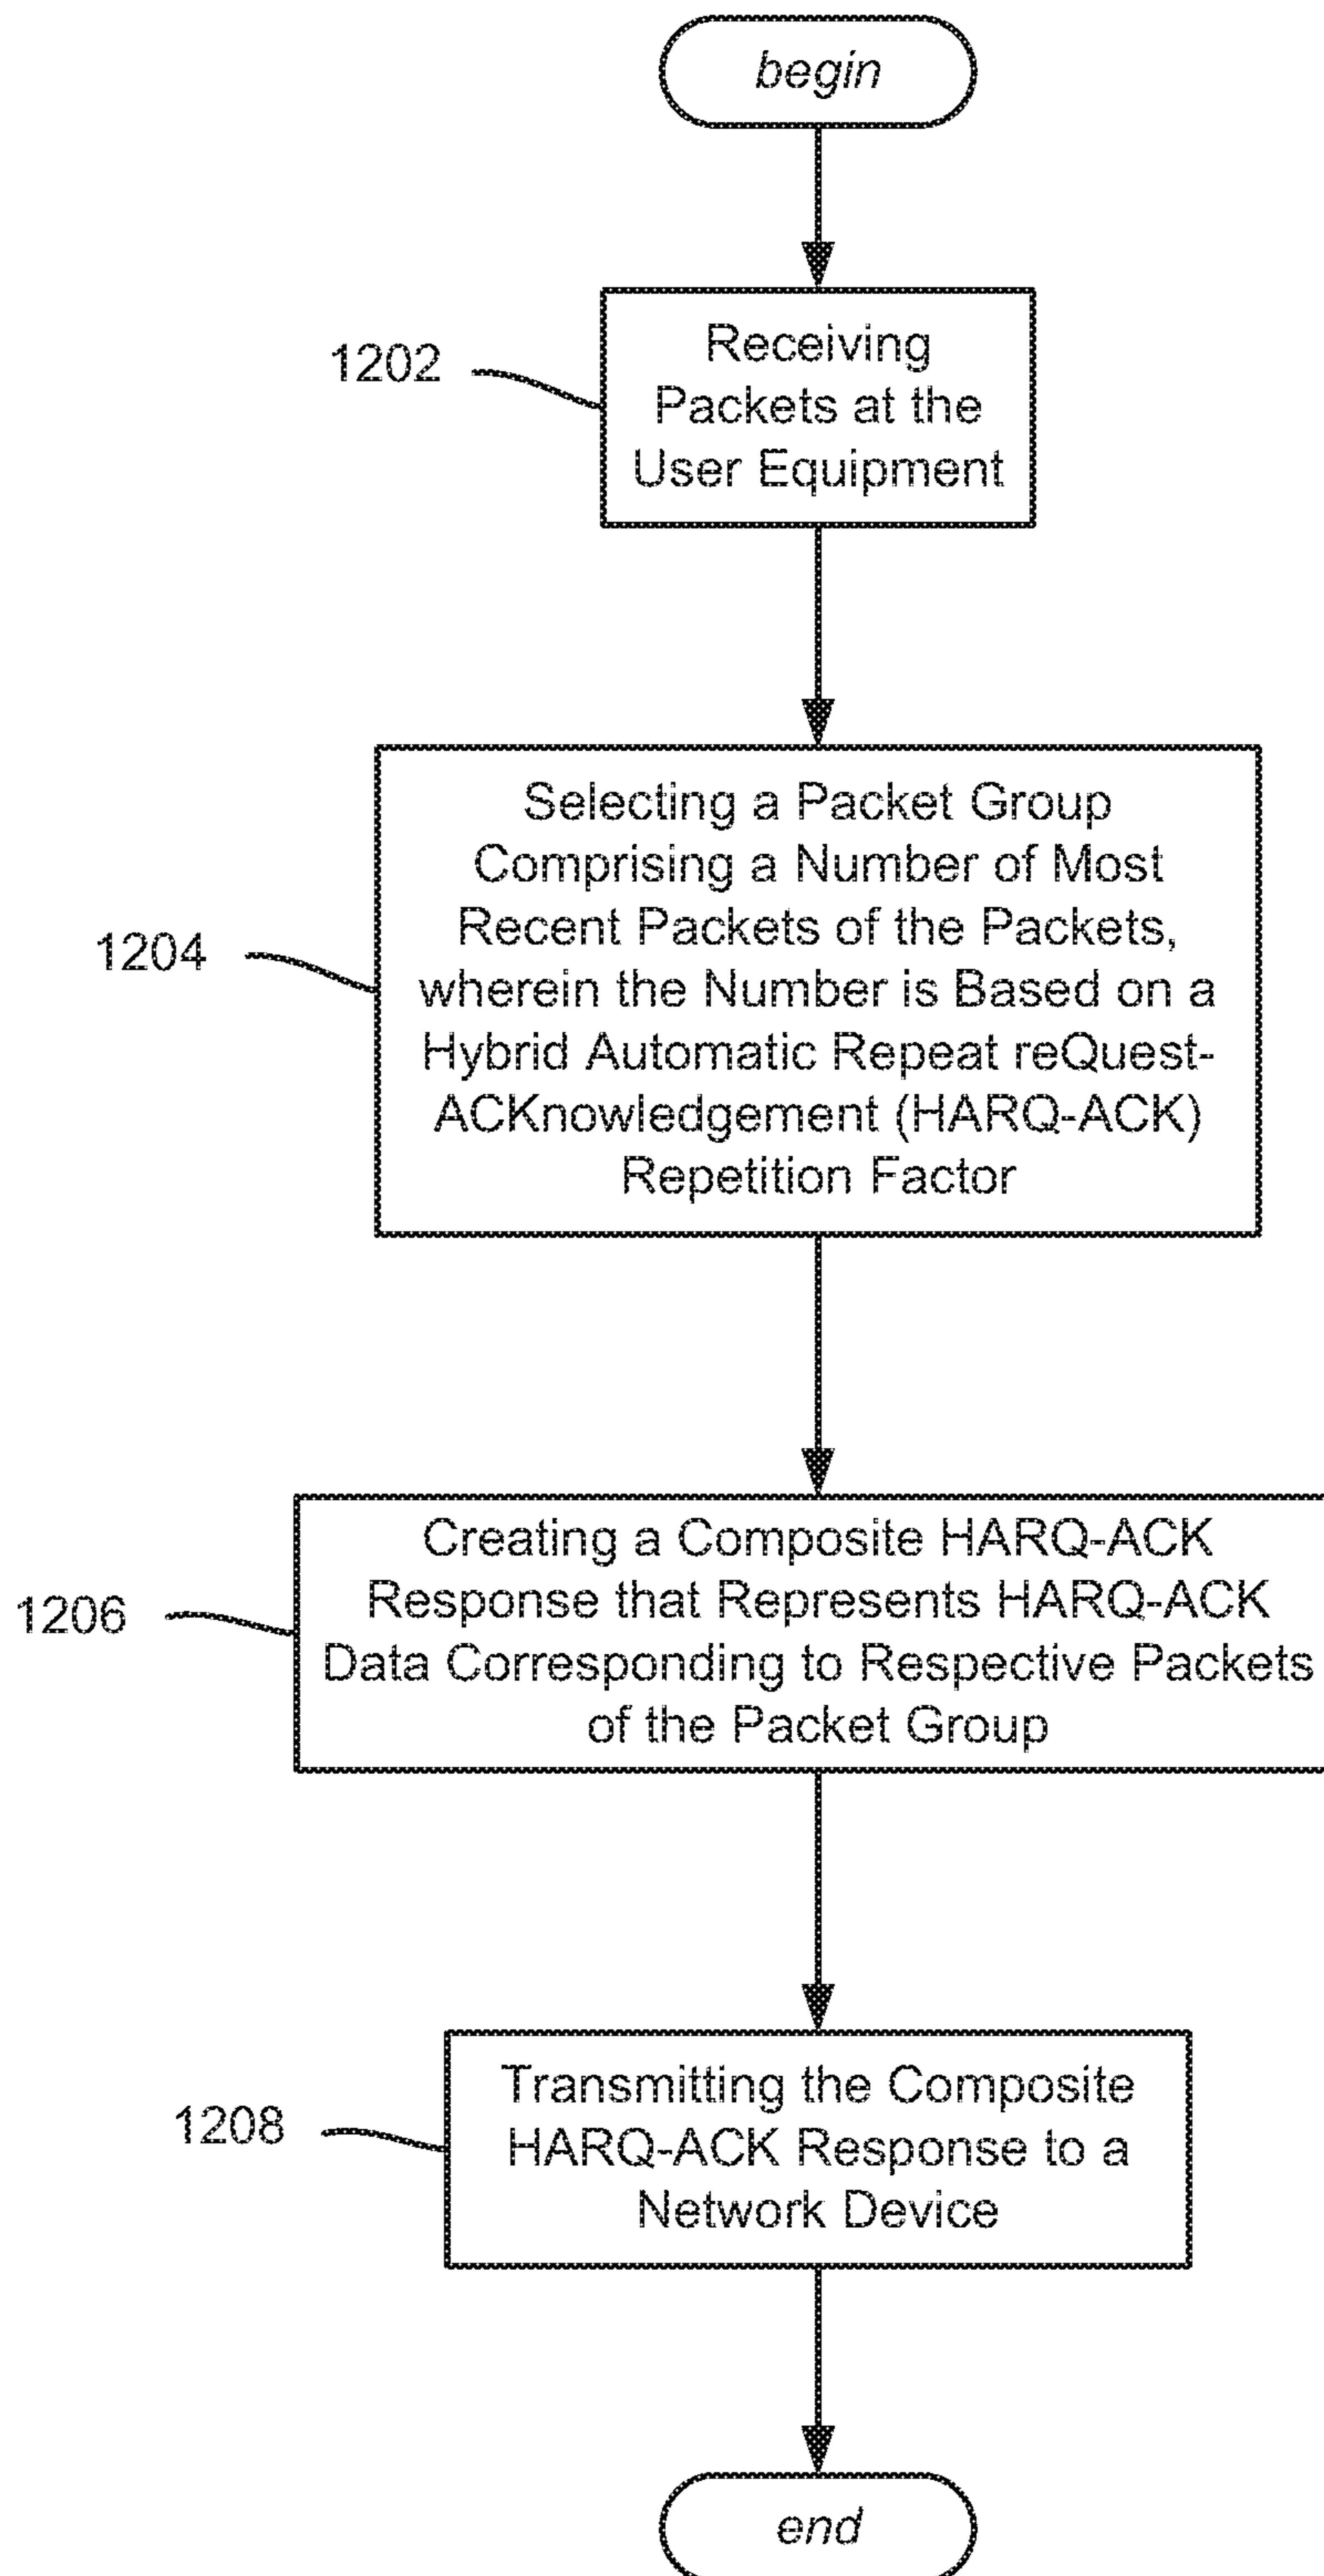 begin
1202
Receiving
Packets at the
User Equipment
1204
Selecting a Packet Group
Comprising a Number of Most
Recent Packets of the Packets,
wherein the Number is Based on a
Hybrid Automatic Repeat reQuest-
ACKnowledgement (HARQ-ACK)
Repetition Factor
1206
Creating a Composite HARQ-ACK
Response that Represents HARQ-ACK
Data Corresponding to Respective Packets
of the Packet Group
1208
Transmitting the Composite
HARQ-ACK Response to a
Network Device
end